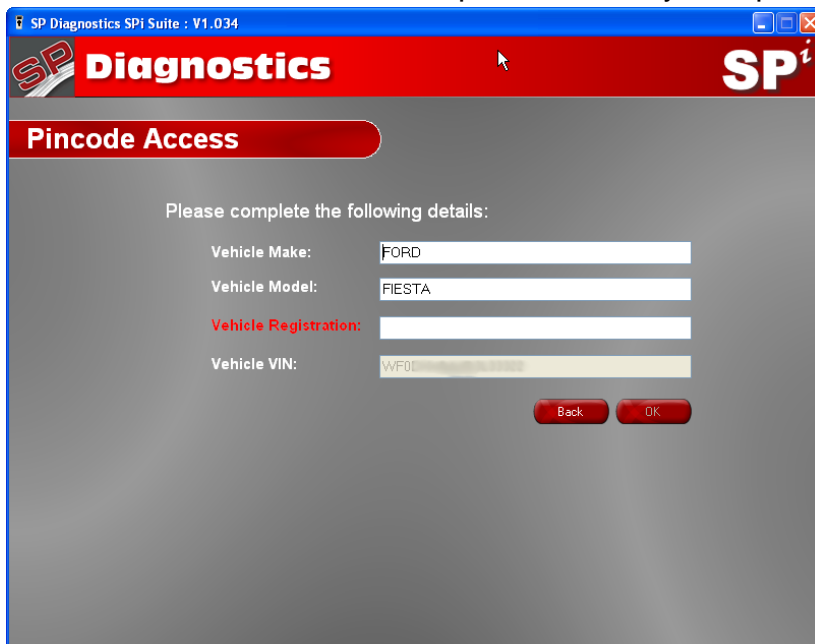 SP Diagnostics SPi Suite : V1.034
SP Diagnostics
SPi
Pincode Access
Please complete the following details:
Vehicle Make: FORD
Vehicle Model: FIESTA
Vehicle Registration:
Vehicle VIN:
Back OK